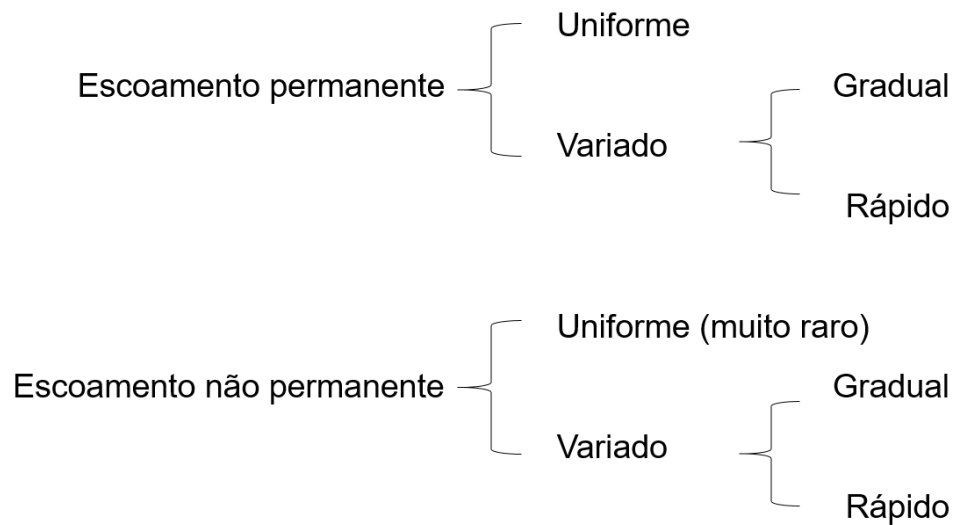 Uniforme
Escoamento permanente
Gradual
Variado
Rápido
Uniforme (muito raro)
Escoamento não permanente
Gradual
Variado
Rápido